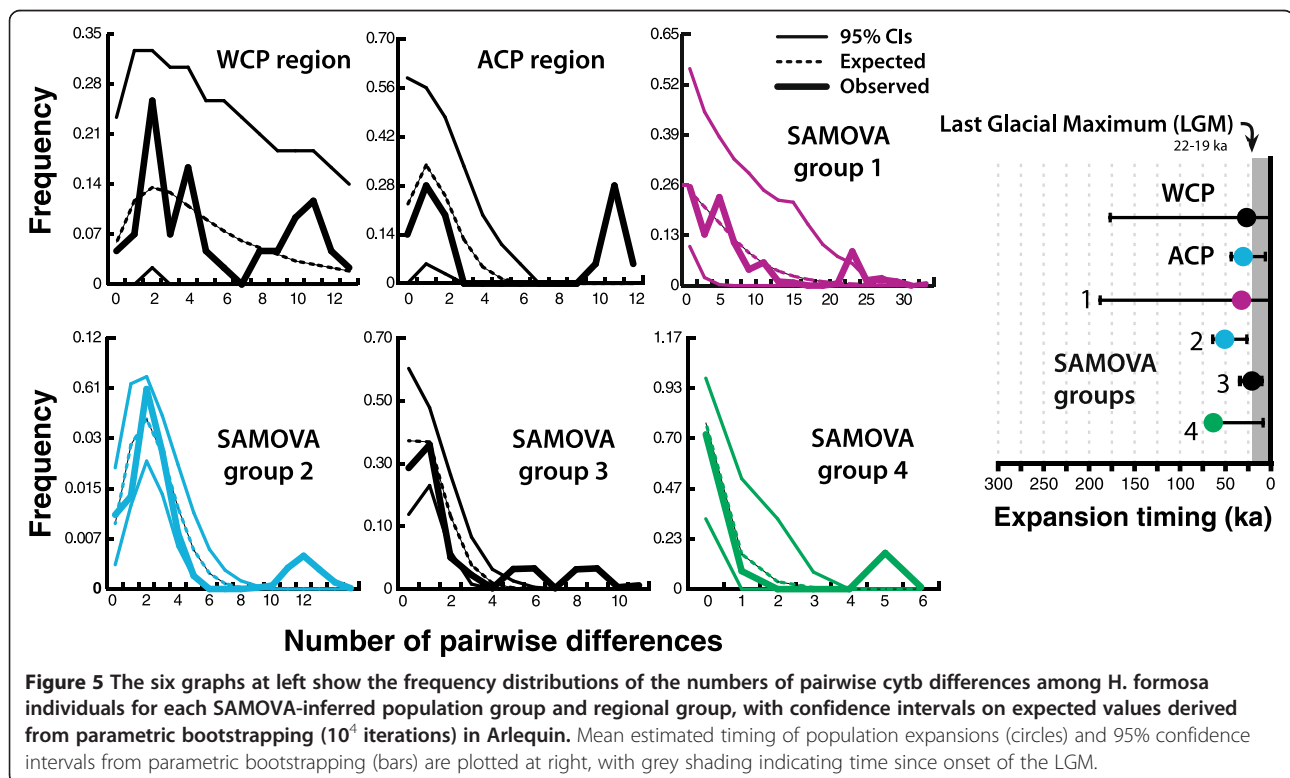 WCP region
0.35
0.28
0.21
0.14
0.07
0
0 2 4 6 8 10 12
Frequency
ACP region
0.70
0.56
0.42
0.28
0.14
0
0 2 4 6 8 10 12
SAMOVA
group 1
0.65
0.52
0.39
0.26
0.13
0
0 5 10 15 20 25 30
95% CIs
Expected
Observed
SAMOVA
group 2
0.12
0.61
0.03
0.015
0.007
0
0 2 4 6 8 10 12
Frequency
SAMOVA
group 3
0.70
0.50
0.30
0.10
0
0 2 4 6 8 10
SAMOVA
group 4
1.17
0.93
0.70
0.47
0.23
0
0 1 2 3 4 5 6
Number of pairwise differences
Last Glacial Maximum (LGM)
22-19 ka
WCP
ACP
1
2
3
4
SAMOVA
groups
300 250 200 150 100 50 0
Expansion timing (ka)
Figure 5 The six graphs at left show the frequency distributions of the numbers of pairwise cytb differences among H. formosa
individuals for each SAMOVA-inferred population group and regional group, with confidence intervals on expected values derived
from parametric bootstrapping (10⁴ iterations) in Arlequin. Mean estimated timing of population expansions (circles) and 95% confidence
intervals from parametric bootstrapping (bars) are plotted at right, with grey shading indicating time since onset of the LGM.